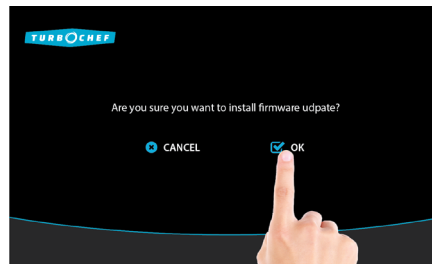 TURBOCHEF
Are you sure you want to install firmware udpate?
CANCEL
OK